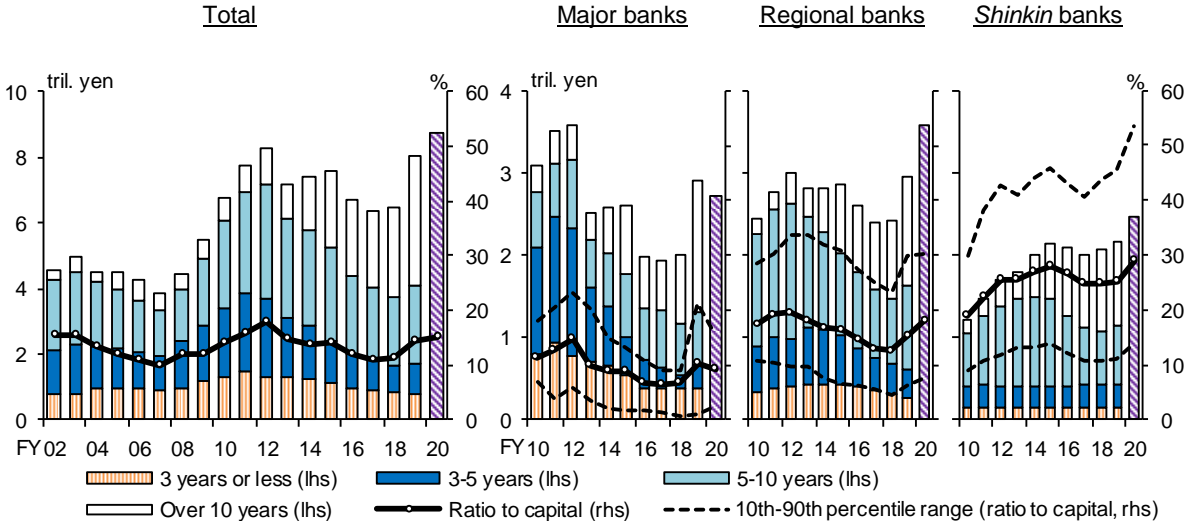 Total Major banks Regional banks Shinkin banks
tril. yen % tril. yen %
10 60 4 60
50 50
8
3
40 40
6
30 2 30
4
20 20
1
2
10 10
0 0 0 0
FY 02 04 06 08 10 12 14 16 18 20 FY 10 12 14 16 18 20 10 12 14 16 18 20 10 12 14 16 18 20
3 years or less (lhs) 3-5 years (lhs) 5-10 years (lhs)
Over 10 years (lhs) Ratio to capital (rhs) 10th-90th percentile range (ratio to capital, rhs)